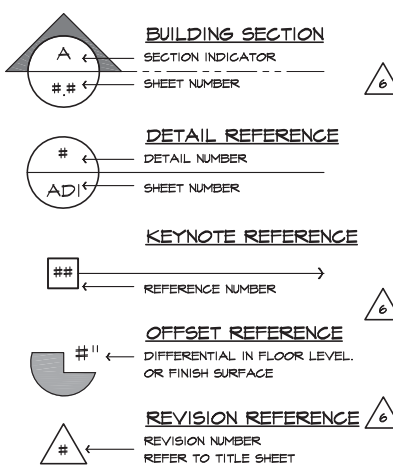 BUILDING SECTION
A
SECTION INDICATOR
#.#
SHEET NUMBER
6
DETAIL REFERENCE
#
DETAIL NUMBER
AD1
SHEET NUMBER
KEYNOTE REFERENCE
##
REFERENCE NUMBER
6
OFFSET REFERENCE
#"
DIFFERENTIAL IN FLOOR LEVEL.
OR FINISH SURFACE
REVISION REFERENCE
6
REVISION NUMBER
#
REFER TO TITLE SHEET